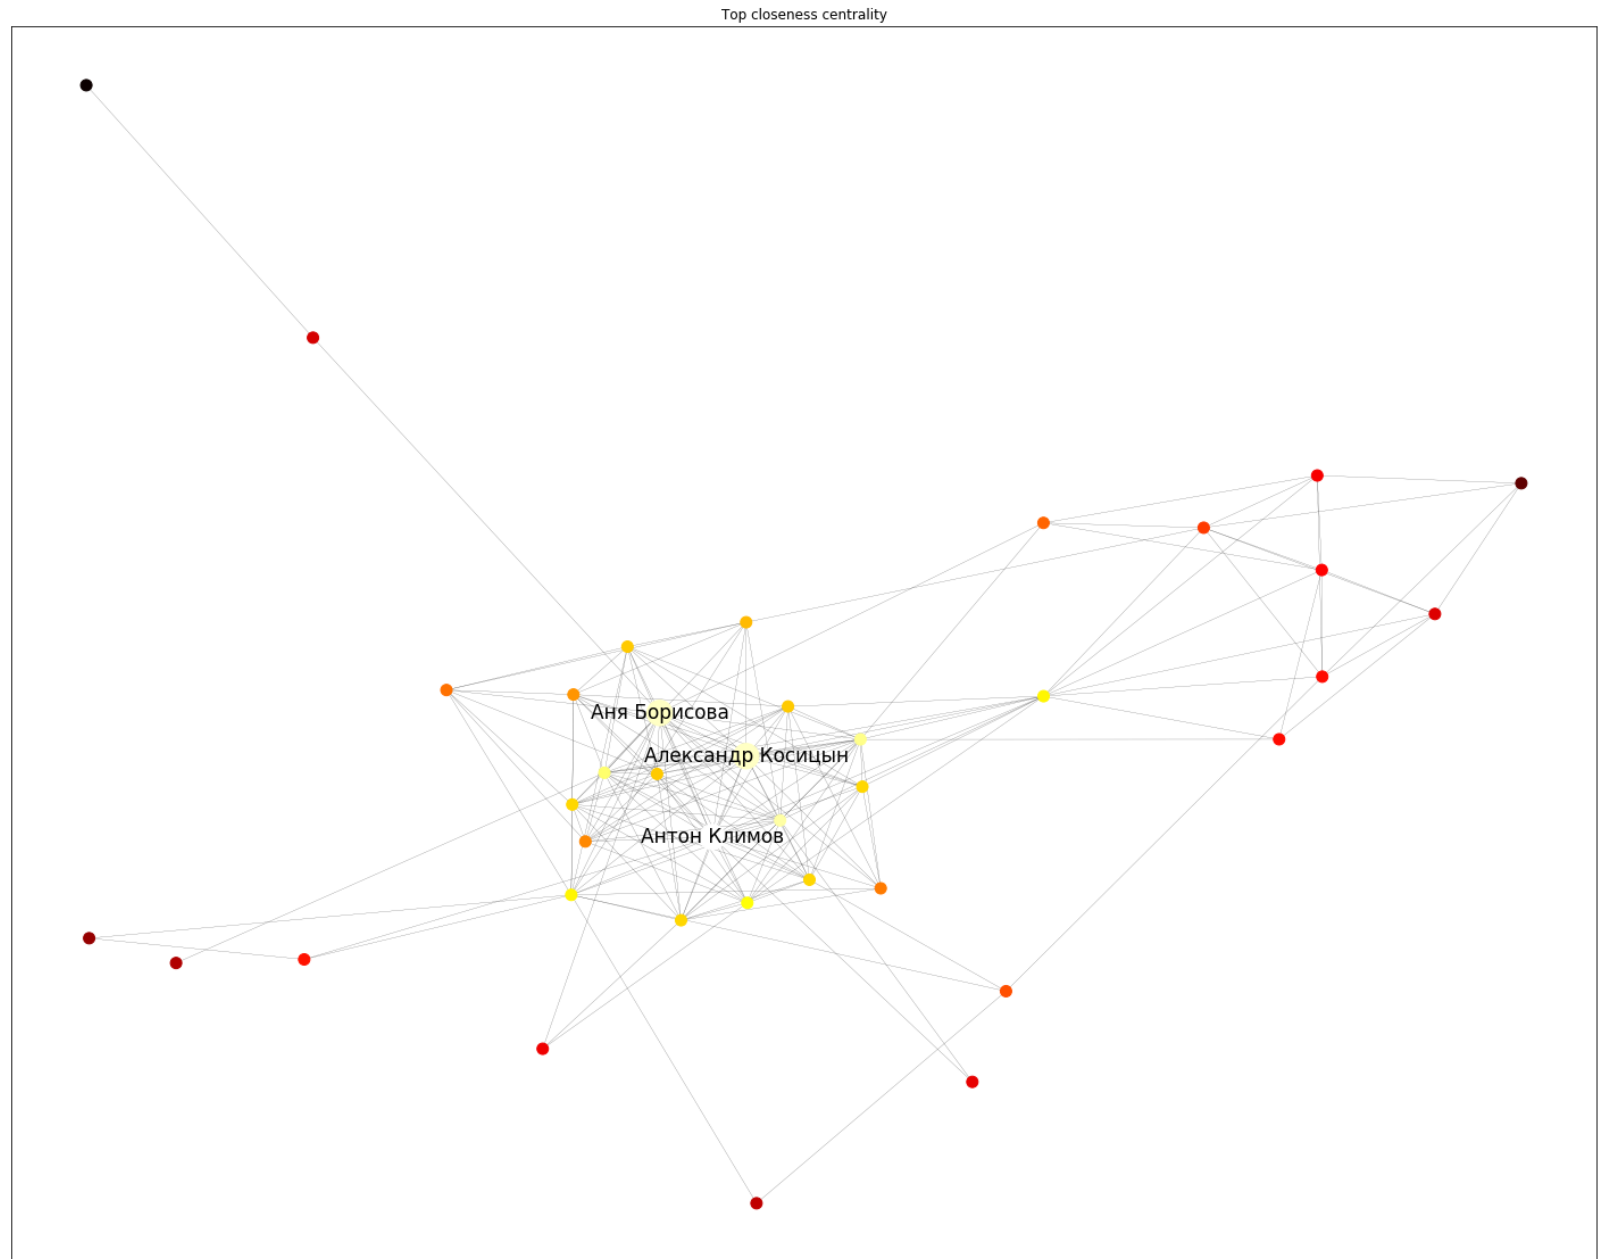 Top closeness centrality
Аня Борисова
Александр Косицын
Антон Климов